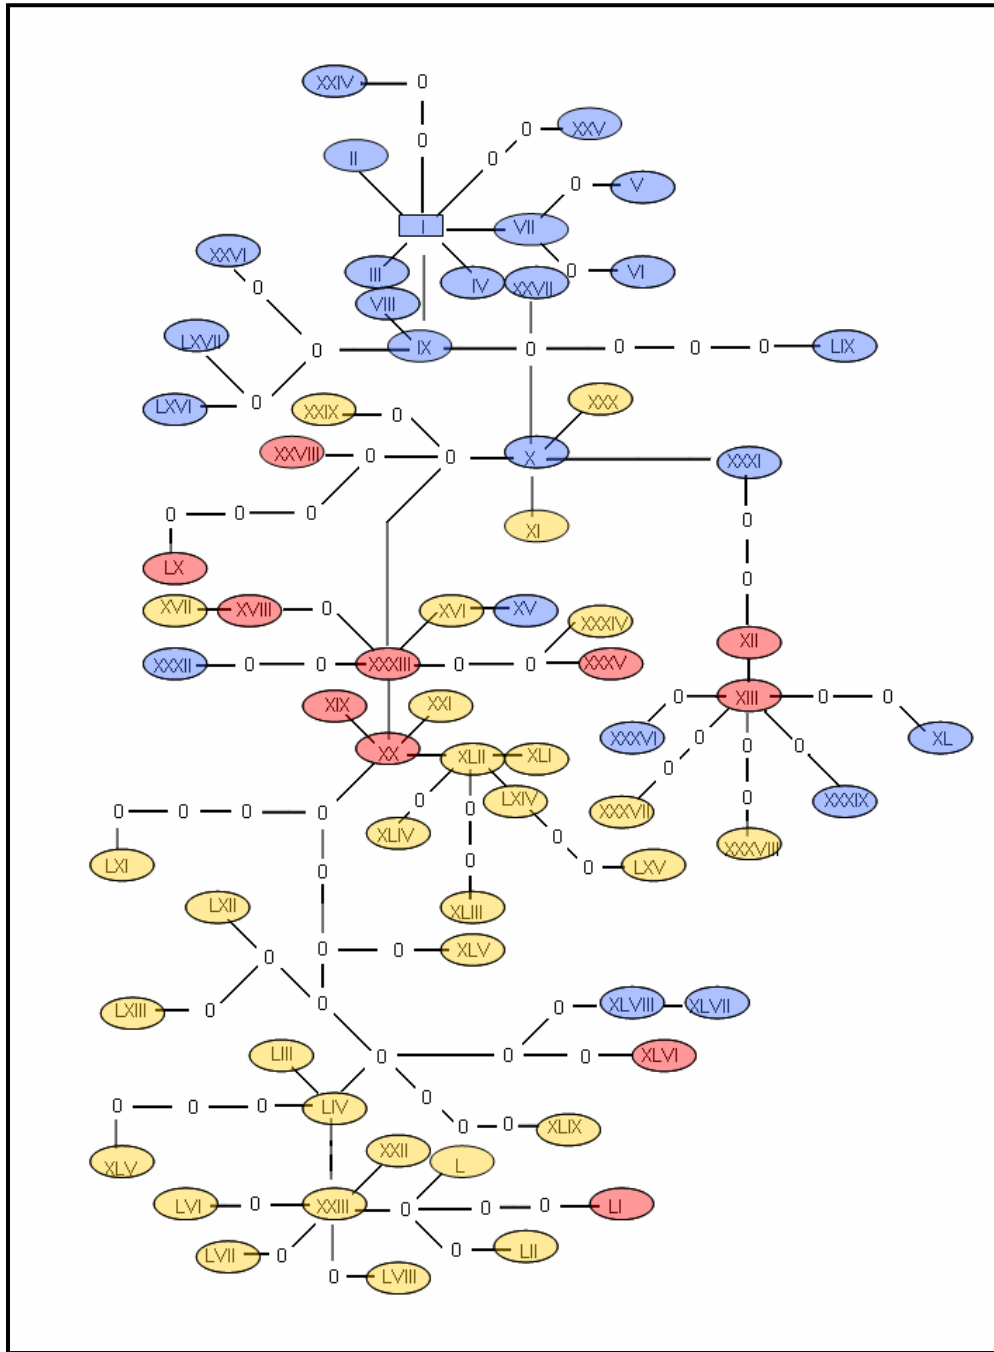 XXIV 0
0 XXV
0
II 0
V
0
I VII
XXVI
III 0 VI
IV XXVII
0
VIII
LXVII
0 IX 0 0 0 0 LIX
LXVI 0
XXIX 0 XXX
XXVIII 0 0 X XXXI
0 0 0 0
XI
LX 0
XVII XVIII 0 XVI XV XXXIV
XII
XXXII 0 0 XXXIII 0 0 XXXV
XIX XXI 0 XIII 0 0
XXXVI 0 XL
XX XLII XLI 0 0
0
0 LXIV 0 XXXIX
0 0 0 0 XLIV 0 XXXVII
0 XXXVIII
LXI 0 0 0 LXV
LXII XLIII
0 0 0 XLV
LXIII 0 0 0 XLVIII XLVII
LIII 0 0 0 XLVI
0 0 0 LIV 0
0 0 XLIX
XLV XXII L
LVI 0 XXIII 0 0 0 LI
LVII 0 0 LII
0 LVIII